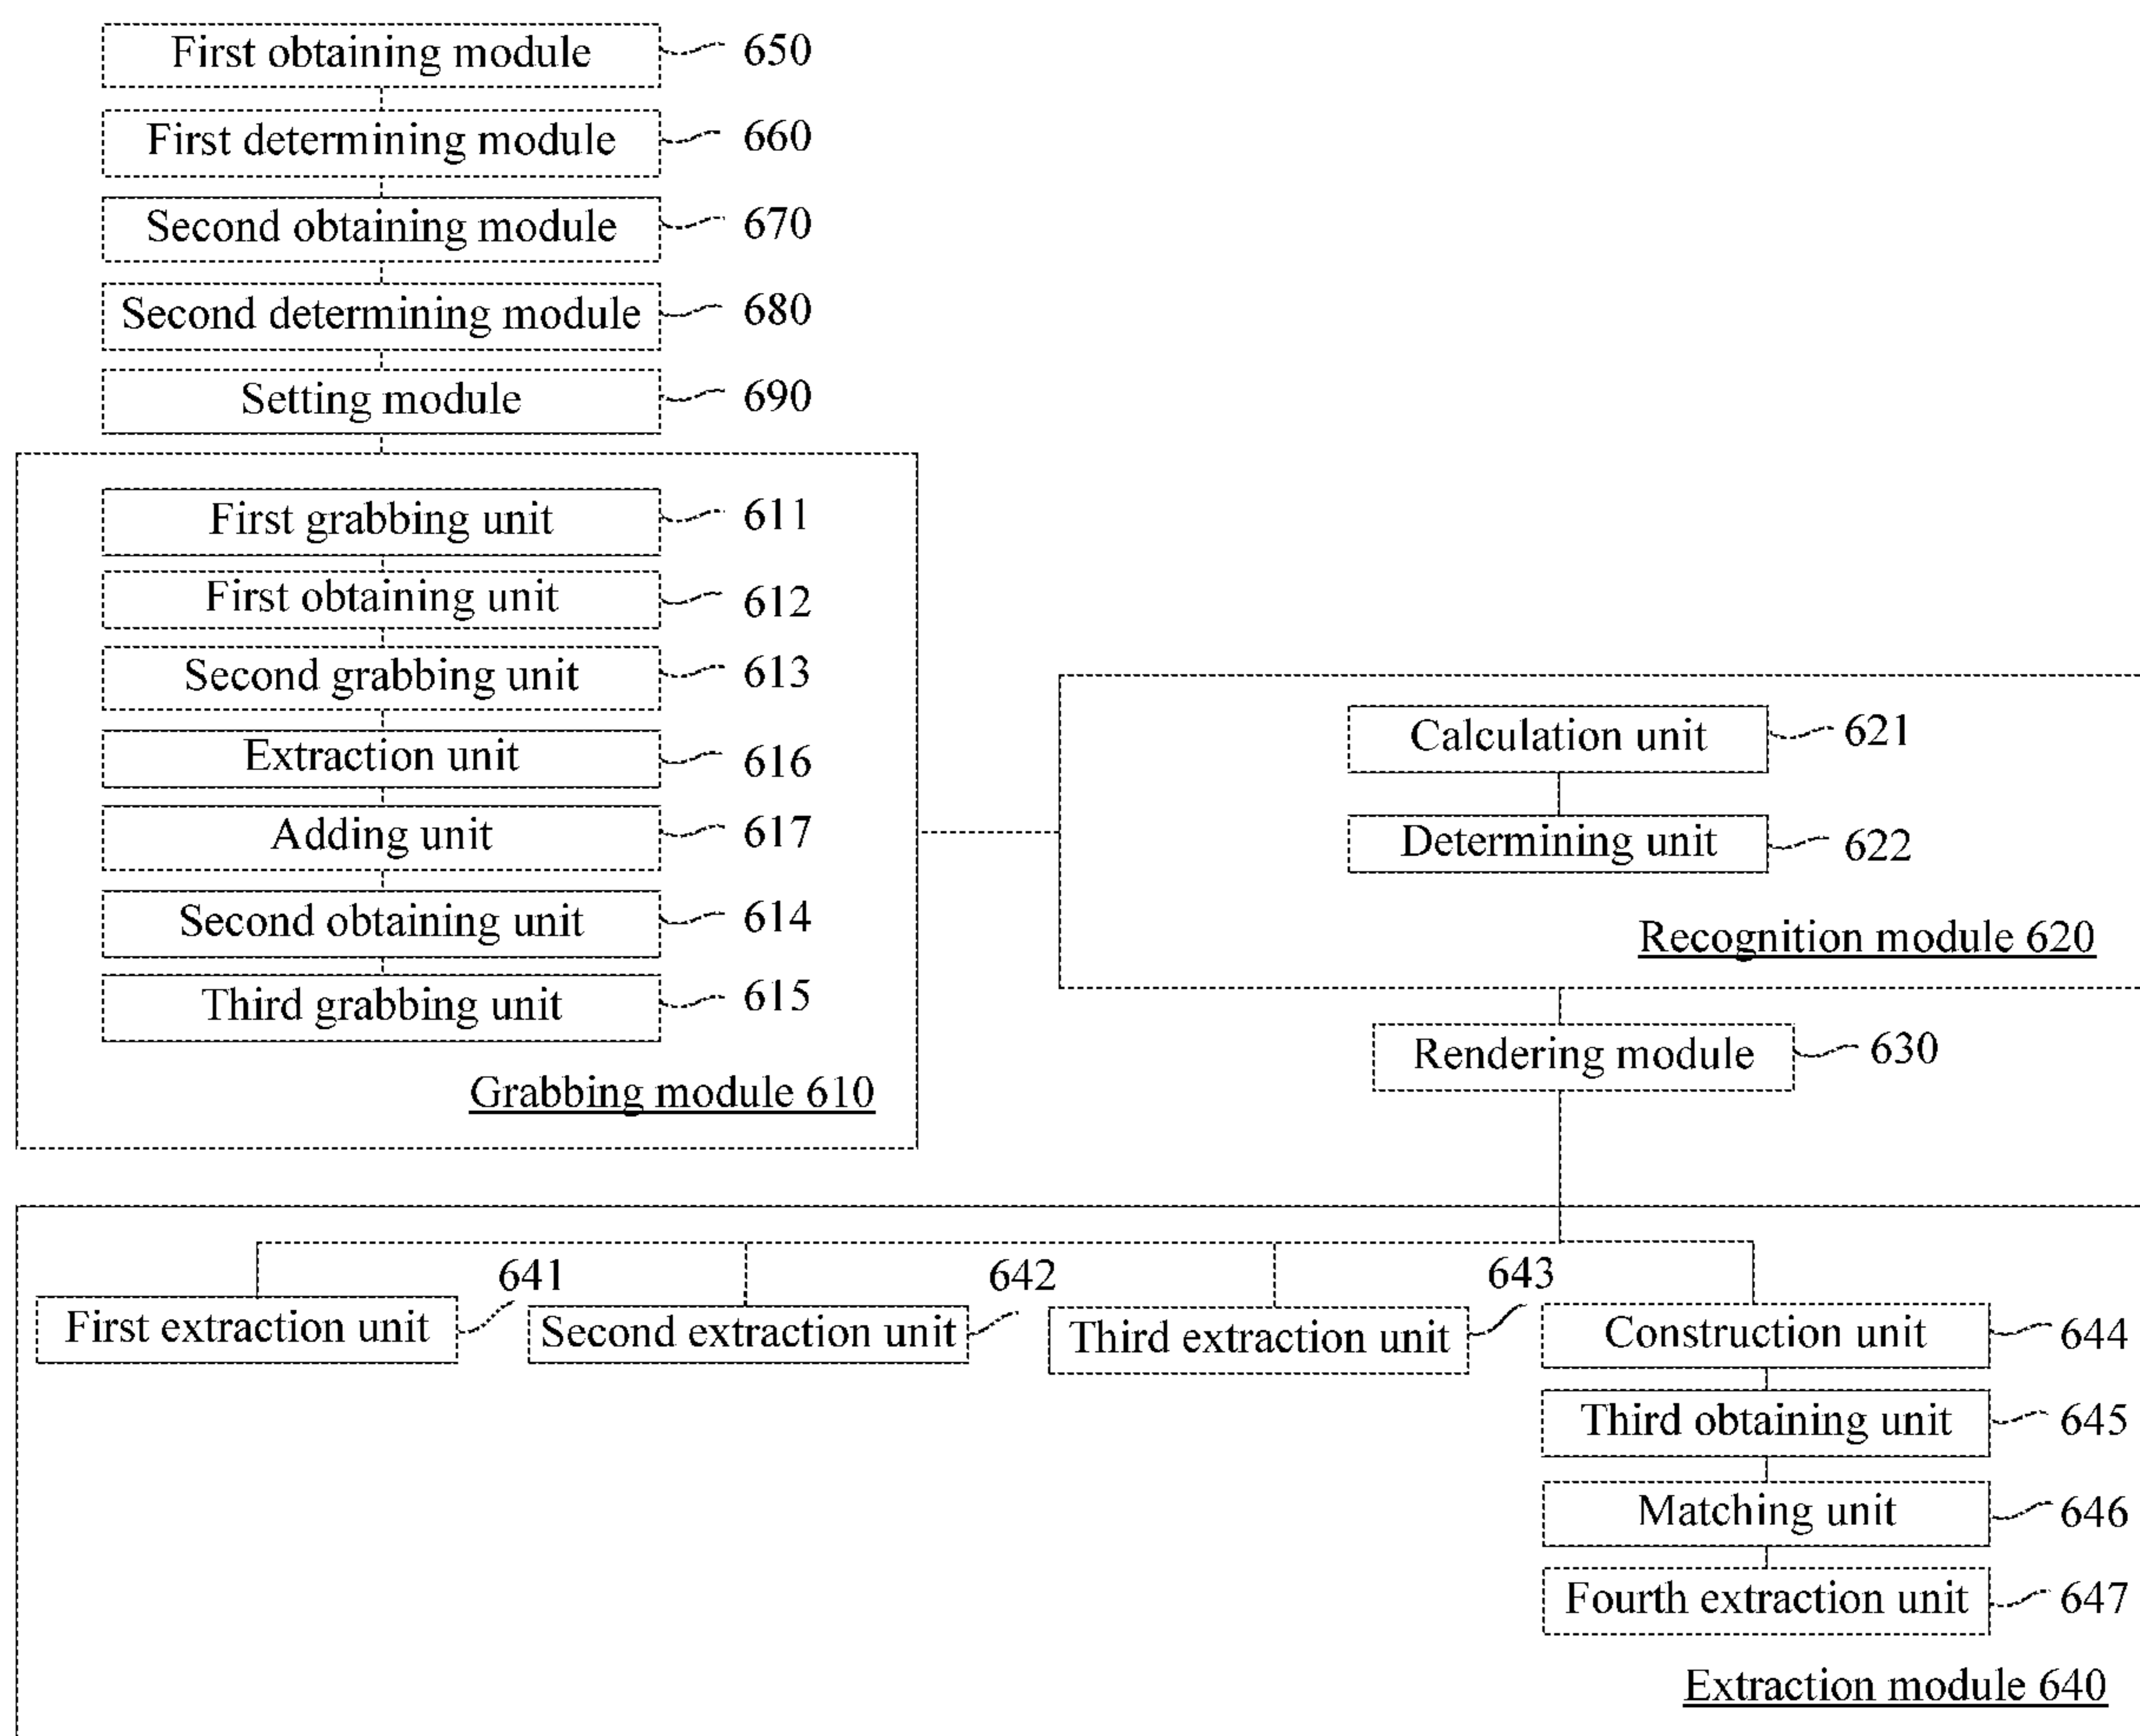 First obtaining module 650
First determining module 660
Second obtaining module 670
Second determining module 680
Setting module 690
First grabbing unit 611
First obtaining unit 612
Second grabbing unit 613
Extraction unit 616
Adding unit 617
Second obtaining unit 614
Third grabbing unit 615
Grabbing module 610
Calculation unit 621
Determining unit 622
Recognition module 620
Rendering module 630
First extraction unit 641
Second extraction unit 642
Third extraction unit 643
Construction unit 644
Third obtaining unit 645
Matching unit 646
Fourth extraction unit 647
Extraction module 640